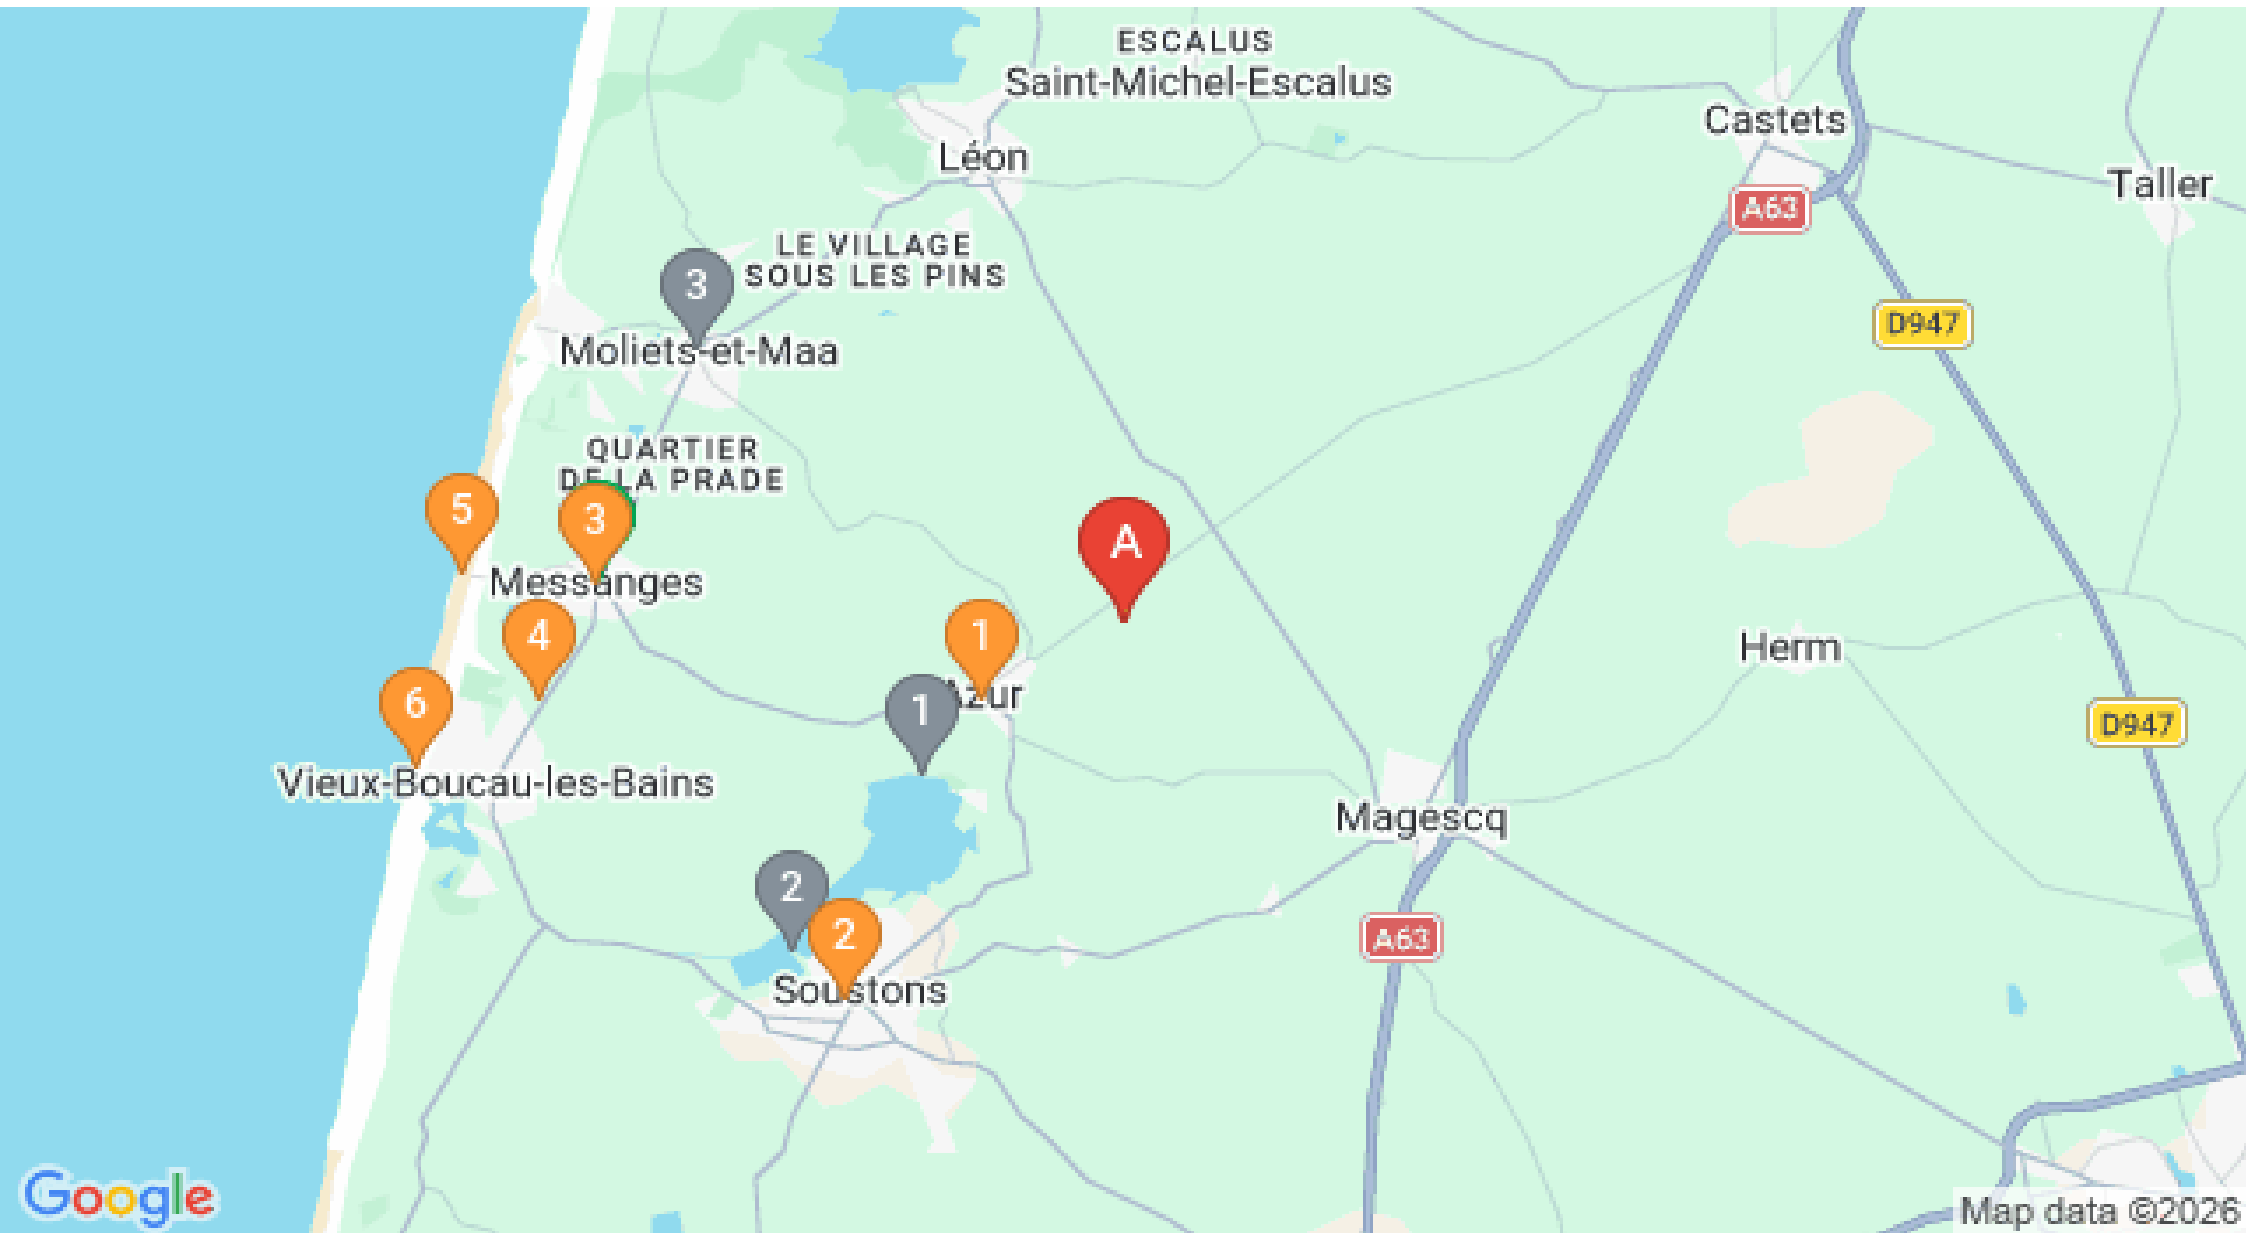 ESCALUS
Saint-Michel-Escalus
Castets
Léon
Taller
A63
LE VILLAGE
SOUS LES PINS
3
D947
Moliets-et-Maa
QUARTIER
DE LA PRADE
5
3
A
Messanges
4
1
Herm
Azur
6
1
D947
Vieux-Boucau-les-Bains
Magescq
2
2
A63
Soustons
Google
Map data ©2026